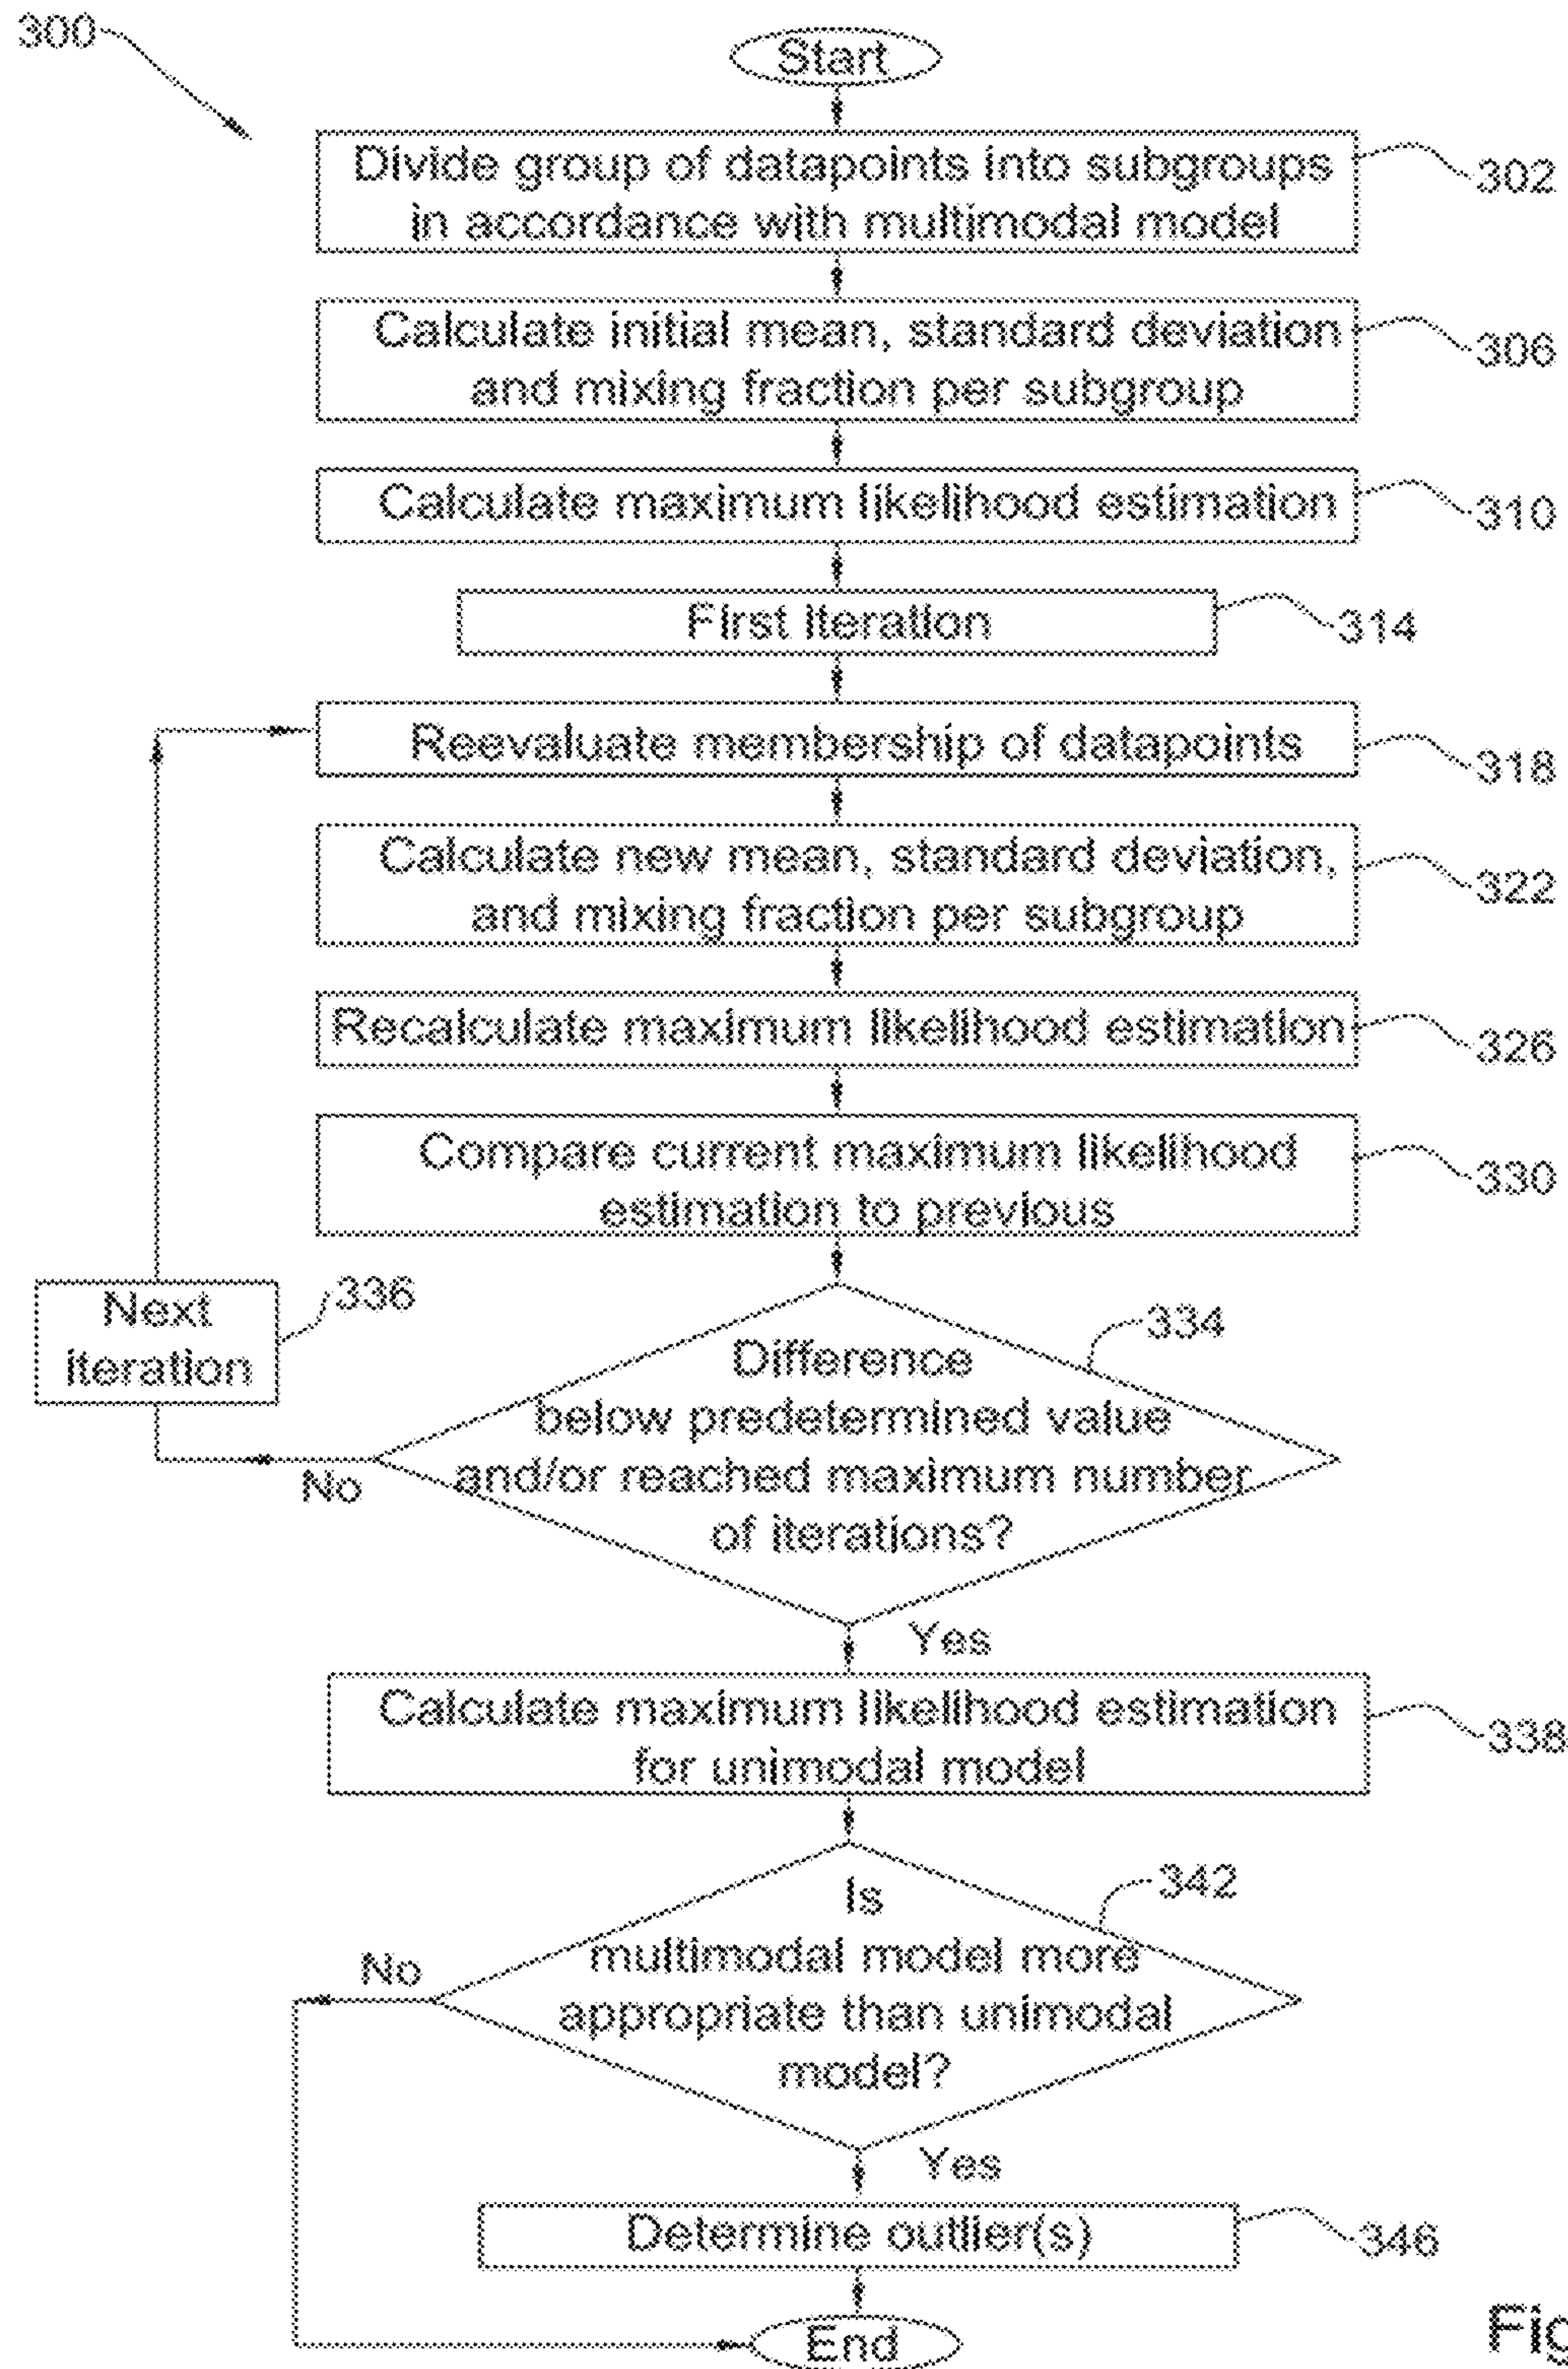 300
Start
Divide group of datapoints into subgroups
in accordance with multimodal model
302
Calculate initial mean, standard deviation
and mixing fraction per subgroup
306
Calculate maximum likelihood estimation
310
First iteration
314
Reevaluate membership of datapoints
318
Calculate new mean, standard deviation,
and mixing fraction per subgroup
322
Recalculate maximum likelihood estimation
326
Compare current maximum likelihood
estimation to previous
330
Next
iteration
336
Difference
below predetermined value
and/or reached maximum number
of iterations?
334
No
Yes
Calculate maximum likelihood estimation
for unimodal model
338
Is
multimodal model more
appropriate than unimodal
model?
342
No
Yes
Determine outlier(s)
346
End